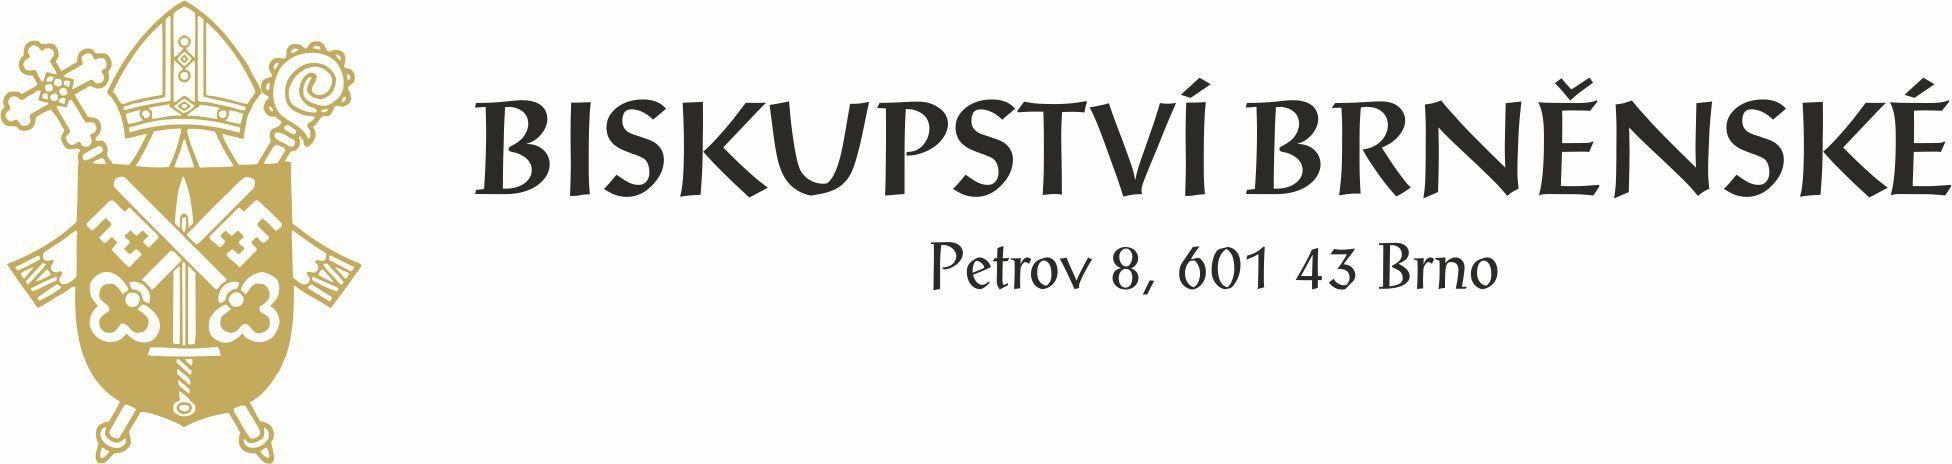 BISKUPSTVÍ BRNĚNSKÉ
Petrov 8, 601 43 Brno